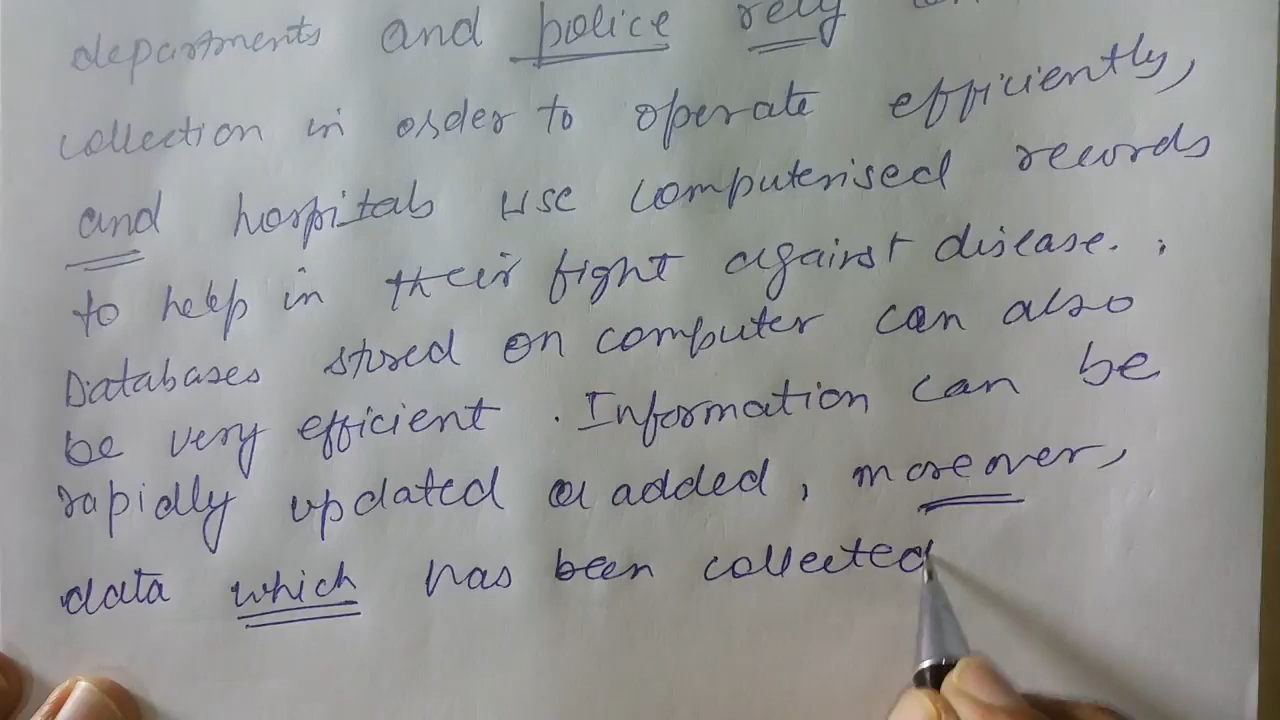 departments and police rely
collection in order to operate efficiently,
and hospitals use computerised records
to help in their fight against disease.
Databases stored on computer can also
be very efficient. Information can be
rapidly updated or added, moreover,
data which has been collected